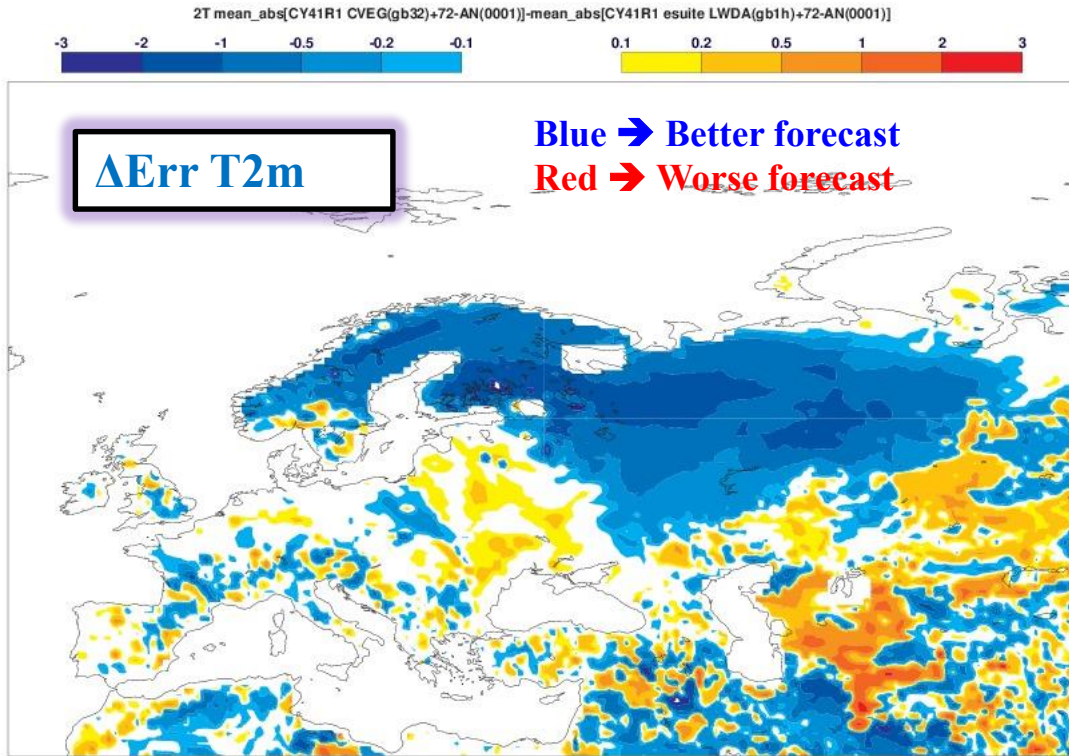 2T mean_abs[CY41R1 CVEG(gb32)+72-AN(0001)]-mean_abs[CY41R1 esuite LWDA(gb1h)+72-AN(0001)]
-3 -2 -1 -0.5 -0.2 -0.1 0.1 0.2 0.5 1 2 3
ΔErr T2m
Blue ➔ Better forecast
Red ➔ Worse forecast